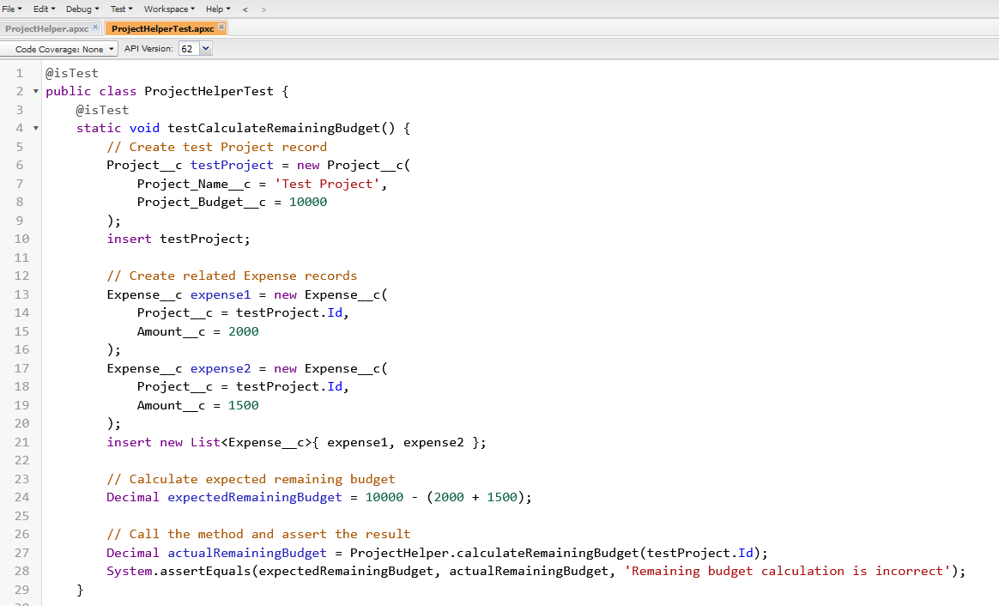 File Edit Debug Test Workspace Help < >
ProjectHelper.apxc ProjectHelperTest.apxc
Code Coverage: None API Version: 62
1 @isTest
2 public class ProjectHelperTest {
3 @isTest
4 static void testCalculateRemainingBudget() {
5 // Create test Project record
6 Project__c testProject = new Project__c(
7 Project_Name__c = 'Test Project',
8 Project_Budget__c = 10000
9 );
10 insert testProject;
11
12 // Create related Expense records
13 Expense__c expense1 = new Expense__c(
14 Project__c = testProject.Id,
15 Amount__c = 2000
16 );
17 Expense__c expense2 = new Expense__c(
18 Project__c = testProject.Id,
19 Amount__c = 1500
20 );
21 insert new List<Expense__c>{ expense1, expense2 };
22
23 // Calculate expected remaining budget
24 Decimal expectedRemainingBudget = 10000 - (2000 + 1500);
25
26 // Call the method and assert the result
27 Decimal actualRemainingBudget = ProjectHelper.calculateRemainingBudget(testProject.Id);
28 System.assertEquals(expectedRemainingBudget, actualRemainingBudget, 'Remaining budget calculation is incorrect');
29 }